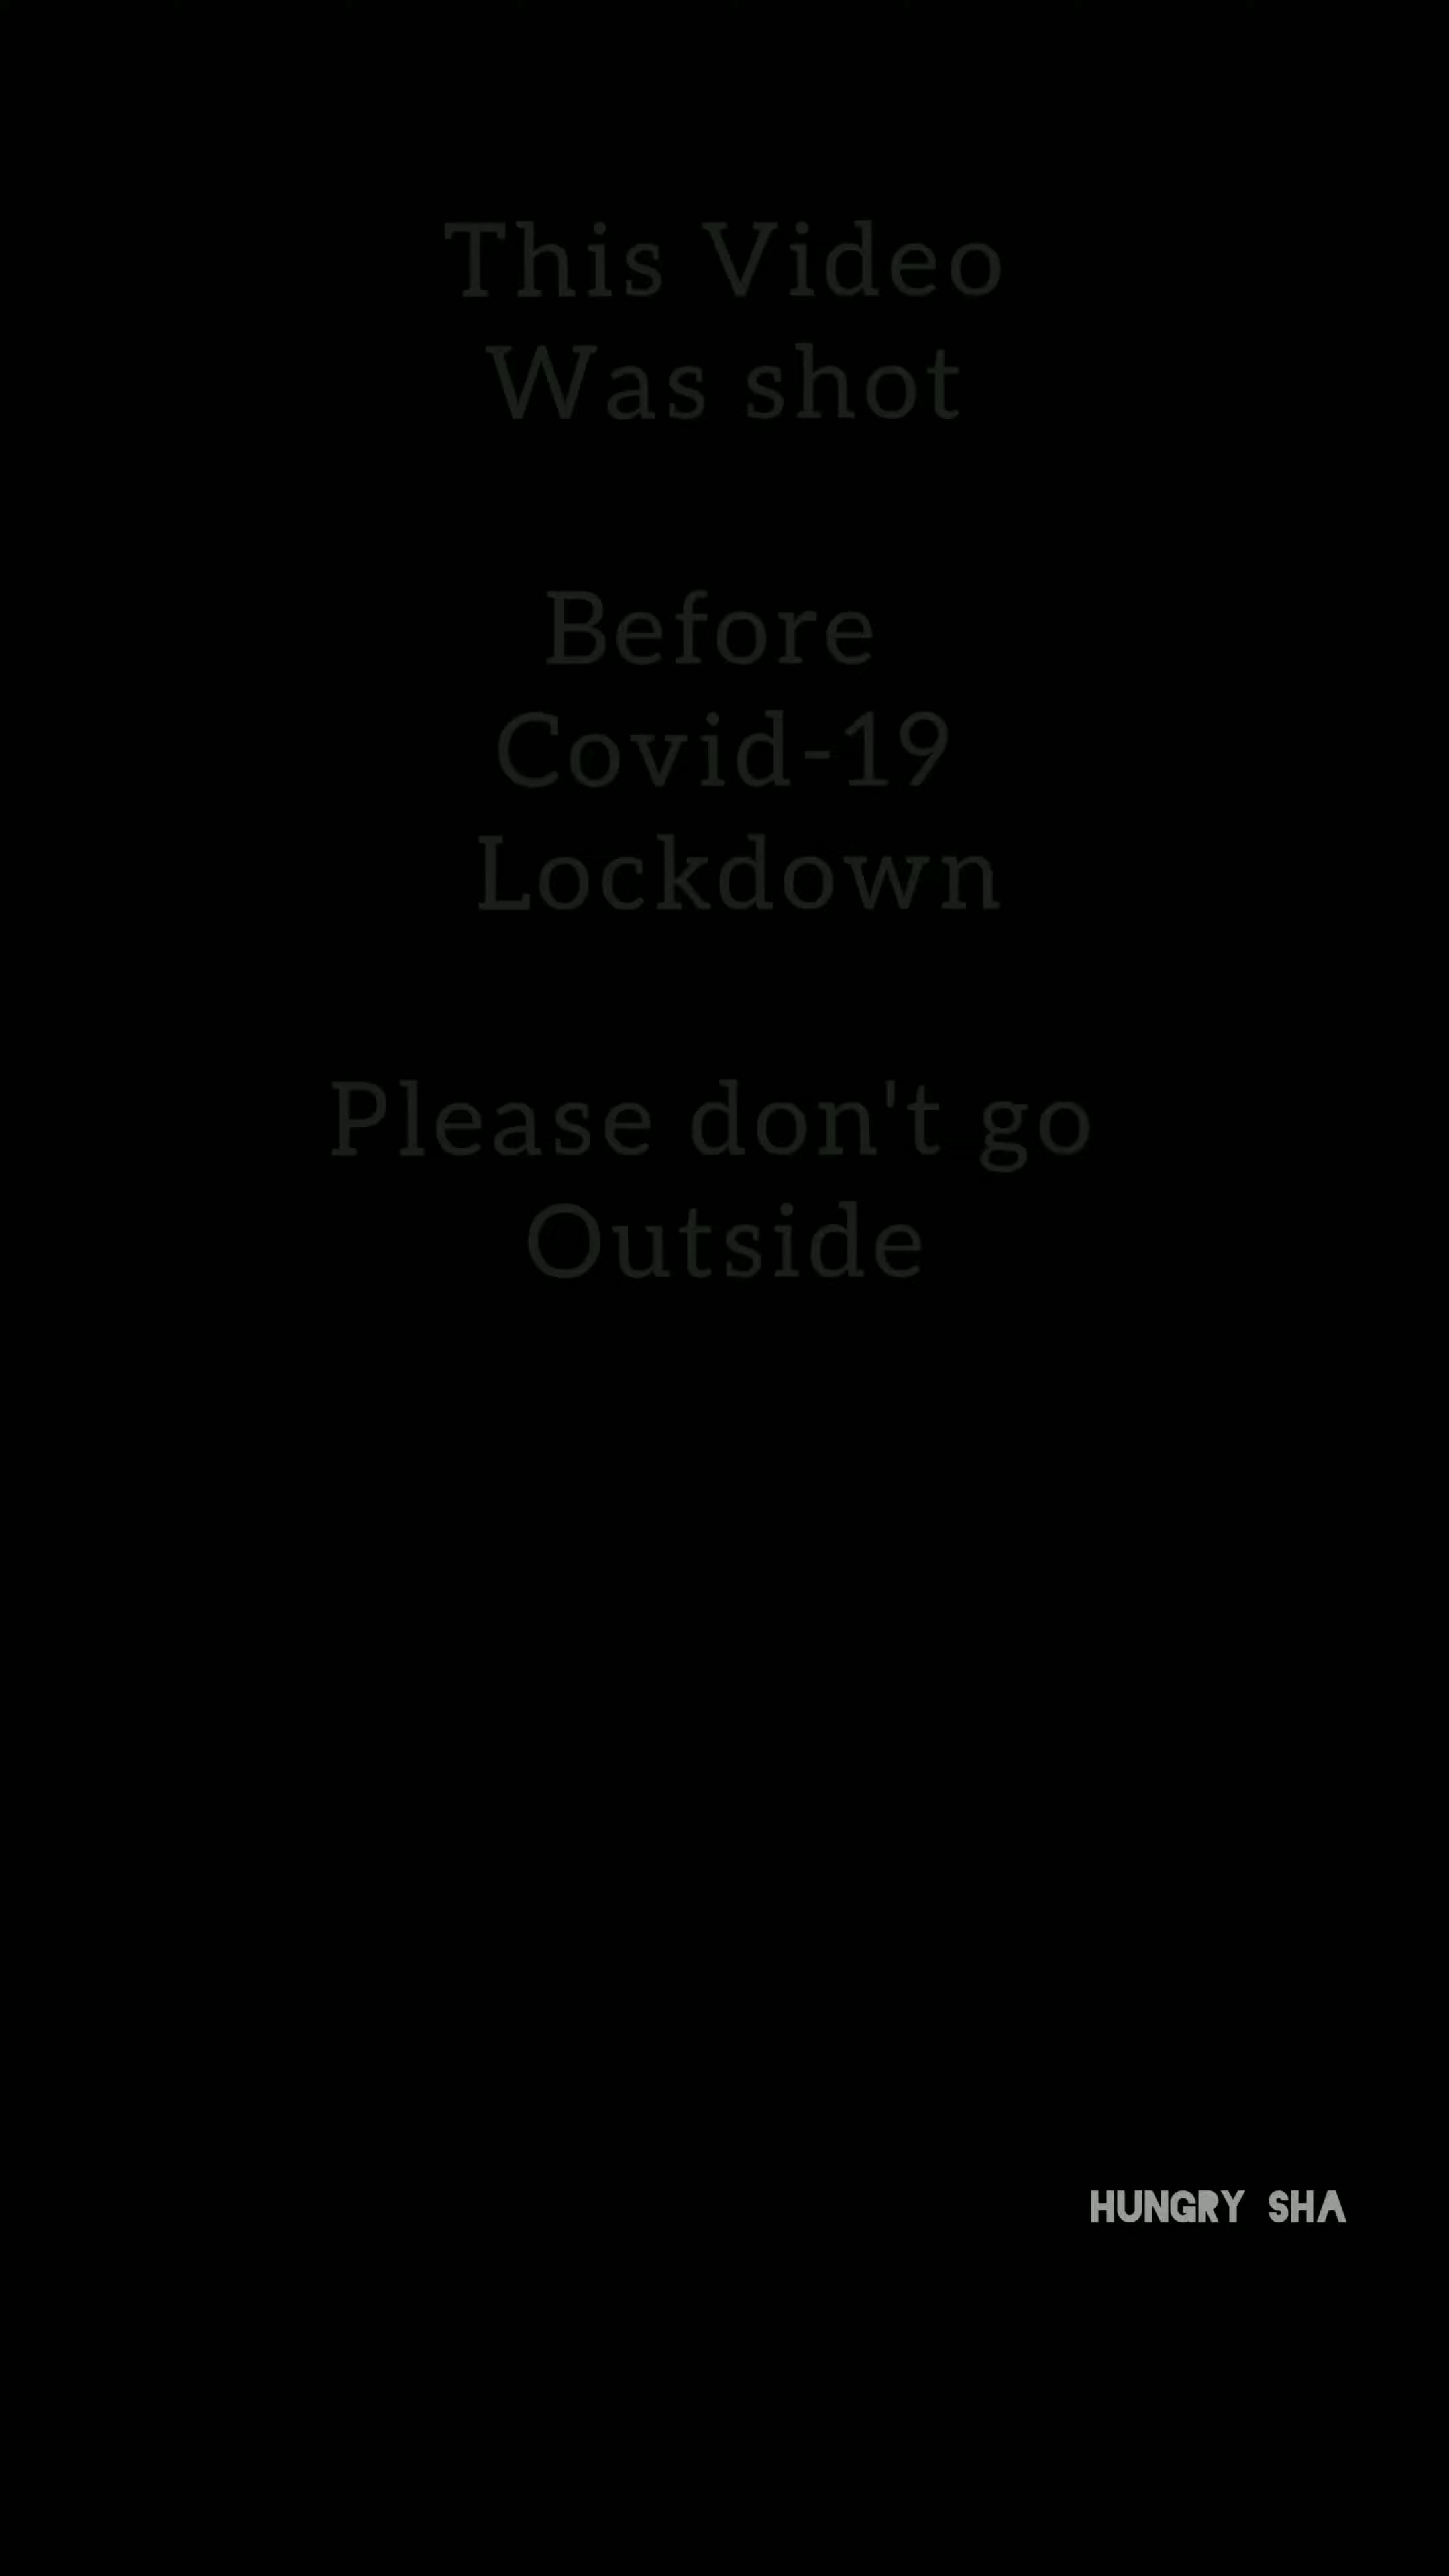 This Video
Was shot
Before
Covid-19
Lockdown
Please don't go
Outside
HUNGRY SHA